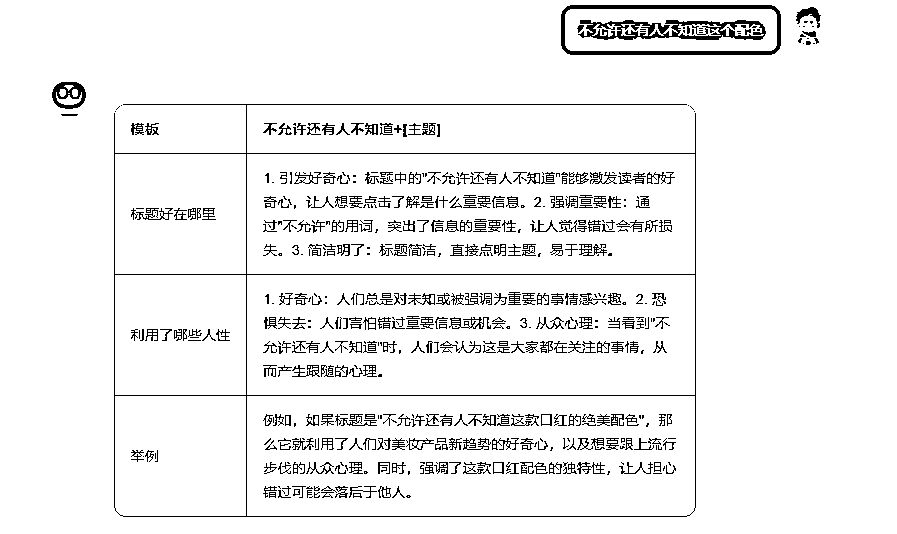 不允许还有人不知道这个配色
模板
不允许还有人不知道+[主题]
标题好在哪里
1. 引发好奇心：标题中的"不允许还有人不知道"能够激发读者的好
奇心，让人想要点击了解是什么重要信息。2. 强调重要性：通
过"不允许"的用词，突出了信息的重要性，让人觉得错过会有所损
失。3. 简洁明了：标题简洁，直接点明主题，易于理解。
利用了哪些人性
1. 好奇心：人们总是对未知或被强调为重要的事情感兴趣。2. 恐
惧失去：人们害怕错过重要信息或机会。3. 从众心理：当看到"不
允许还有人不知道"时，人们会认为这是大家都在关注的事情，从
而产生跟随的心理。
举例
例如，如果标题是"不允许还有人不知道这款口红的绝美配色"，那
么它就利用了人们对美妆产品新趋势的好奇心，以及想要跟上流行
步伐的从众心理。同时，强调了这款口红配色的独特性，让人担心
错过可能会落后于他人。